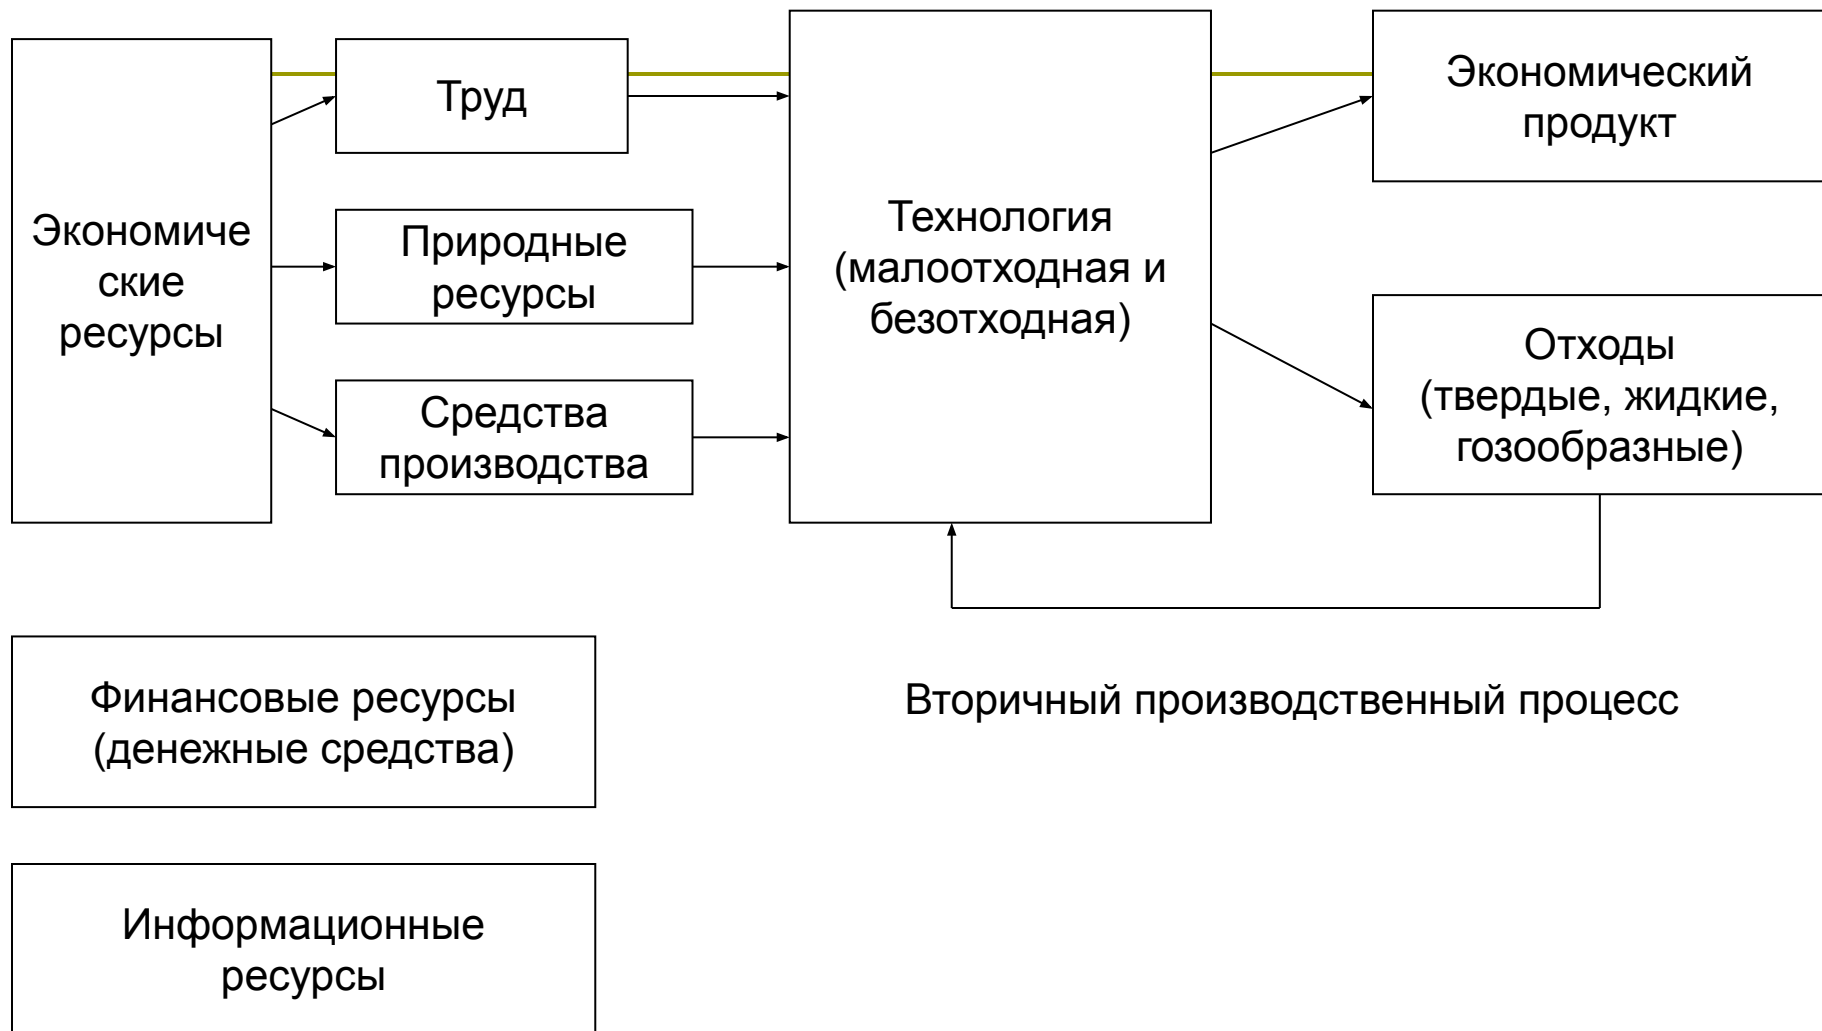 Экономиче
ские
ресурсы
Труд
Природные
ресурсы
Средства
производства
Технология
(малоотходная и
безотходная)
Экономический
продукт
Отходы
(твердые, жидкие,
гозообразные)
Финансовые ресурсы
(денежные средства)
Вторичный производственный процесс
Информационные
ресурсы